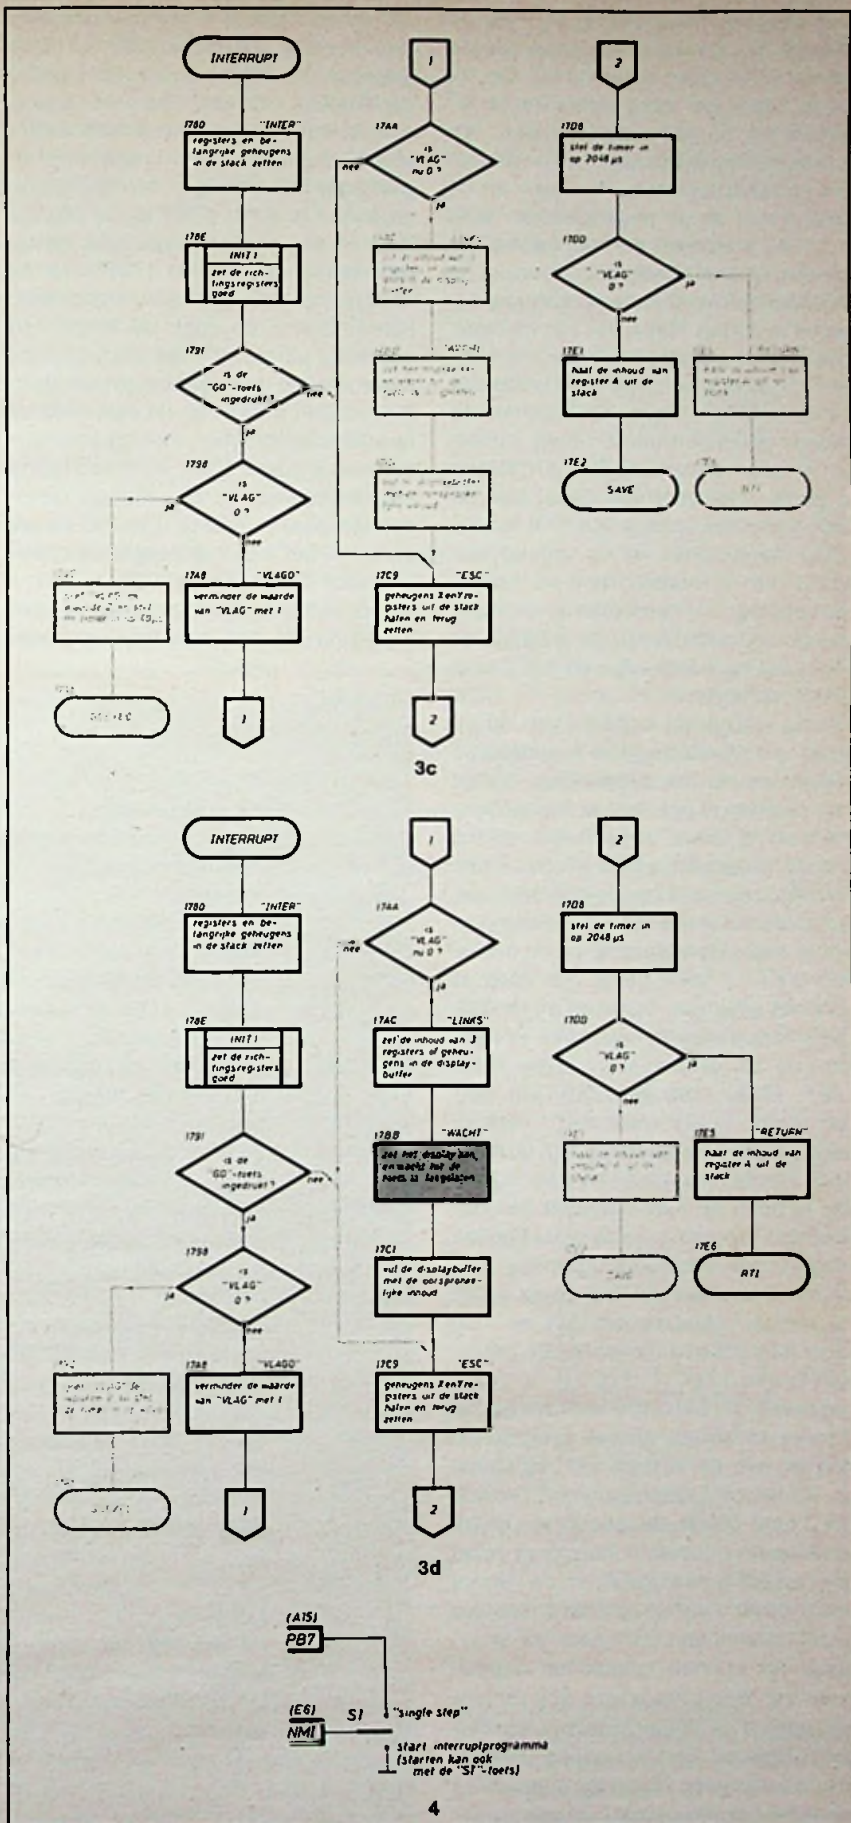 INTERRUPT
1780 "INTER"
registers en be-
langrijke geheugens
in de stack zetten
178E
INIT 1
zet de rich-
tingsregisters
goed
1791
is de
"GO"-toets
ingedrukt?
nee
ja
1798
is
"VLAG"
0?
ja
nee
17A8 "VLAGO"
verminder de waarde
van "VLAG" met 1
1
1
17AA
is
"VLAG"
nu 0?
nee
ja
17C9 "ESC"
geheugens X en Y re-
gisters uit de stack
halen en terug
zetten
2
2
17D8
stel de timer in
op 2048 µs
17DD
is
"VLAG"
0?
ja
nee
17E1
haal de inhoud van
register A uit de
stack
17E2
SAVE
"RETURN"
RTI
3c
INTERRUPT
1780 "INTER"
registers en be-
langrijke geheugens
in de stack zetten
178E
INIT 1
zet de rich-
tingsregisters
goed
1791
is de
"GO"-toets
ingedrukt?
nee
ja
1798
is
"VLAG"
0?
ja
nee
17A8 "VLAGO"
verminder de waarde
van "VLAG" met 1
1
1
17AA
is
"VLAG"
nu 0?
nee
ja
17AC "LINKS"
zet de inhoud van 3
registers of geheu-
gens in de display-
buffer
17BB "WACHT"
zet het display aan,
en wacht tot de
toets is losgelaten
17C1
vul de displaybuffer
met de oorspronke-
lijke inhoud
17C9 "ESC"
geheugens X en Y re-
gisters uit de stack
halen en terug
zetten
2
2
17D8
stel de timer in
op 2048 µs
17DD
is
"VLAG"
0?
ja
nee
17E5 "RETURN"
haal de inhoud van
register A uit de
stack
17E6
RTI
3d
(A15)
PB7
(E6)
NMI
S1
"single step"
start interruptprogramma
(starten kan ook
met de "ST"-toets)
4